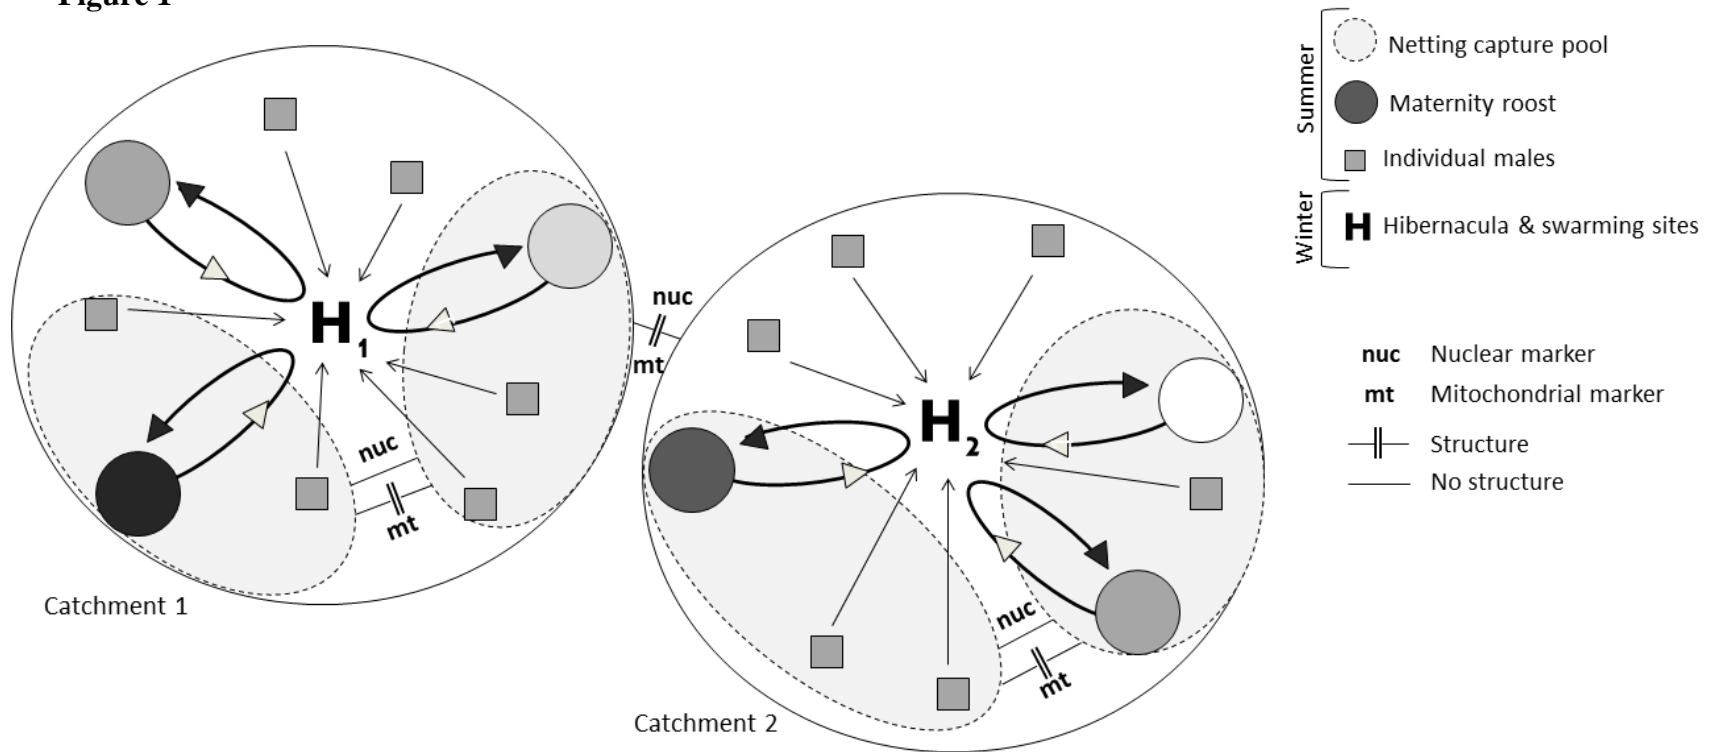 Figure 1
Summer
Netting capture pool
Maternity roost
Individual males
Winter
H Hibernacula & swarming sites
H1
nuc
mt
nuc
mt
Catchment 1
H2
nuc
mt
Catchment 2
nuc Nuclear marker
mt Mitochondrial marker
Structure
No structure